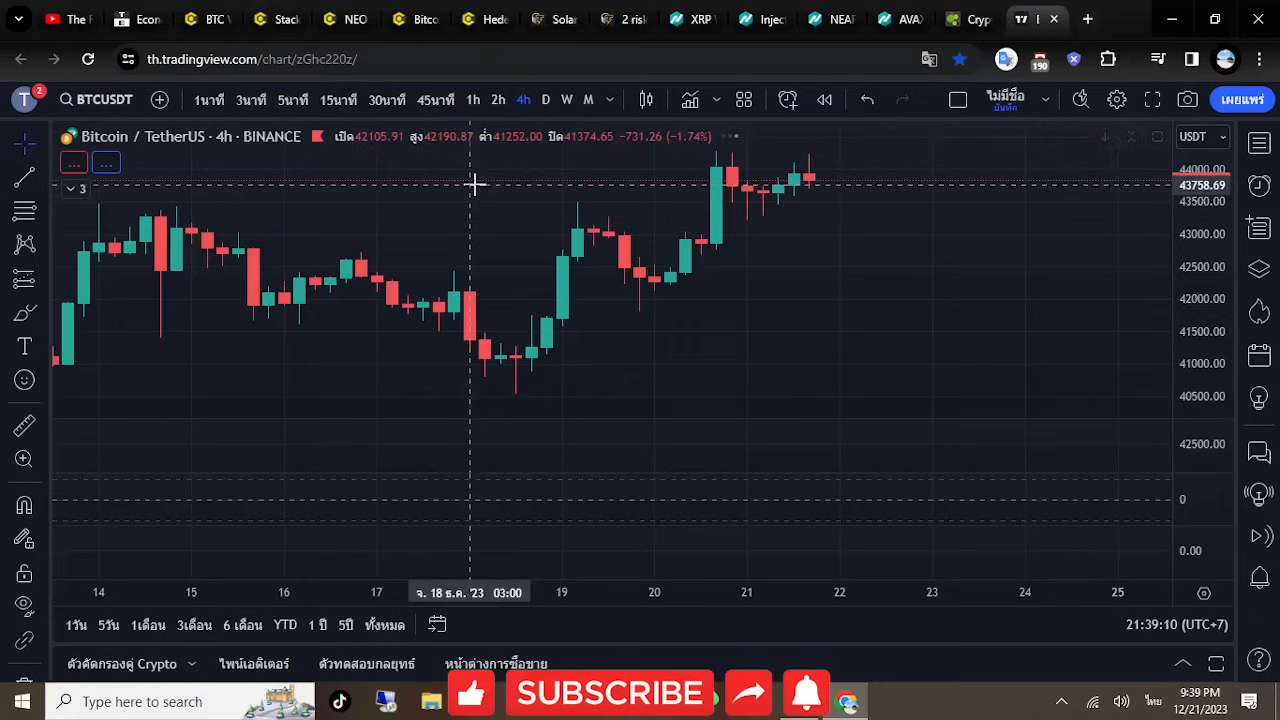 The F
Econ
BTC \
Stack
NEO
Bitco
Hede
Solar
2 risk
XRP \
Inject
NEAF
AVA>
Cryp
th.tradingview.com/chart/zGhc220z/
190
T 2 BTCUSDT 1นาที 3นาที 5นาที 15นาที 30นาที 45นาที 1h 2h 4h D W M ไม่มีชื่อ บันทึก เผยแพร่
Bitcoin / TetherUS · 4h · BINANCE เปิด42105.91 สูง42190.87 ต่ำ41252.00 ปิด41374.65 −731.26 (−1.74%) USDT
... ...
3
44000.00
43758.69
43500.00
43000.00
42500.00
42000.00
41500.00
41000.00
40500.00
42500.00
0
0.00
14 15 16 17 จ. 18 ธ.ค. '23 03:00 19 20 21 22 23 24 25
1วัน 5วัน 1เดือน 3เดือน 6 เดือน YTD 1 ปี 5ปี ทั้งหมด 21:39:10 (UTC+7)
ตัวคัดกรองคู่ Crypto ไพน์เอดิเตอร์ ตัวทดสอบกลยุทธ์ หน้าต่างการซื้อขาย
SUBSCRIBE
Type here to search ไทย 9:39 PM
12/21/2023